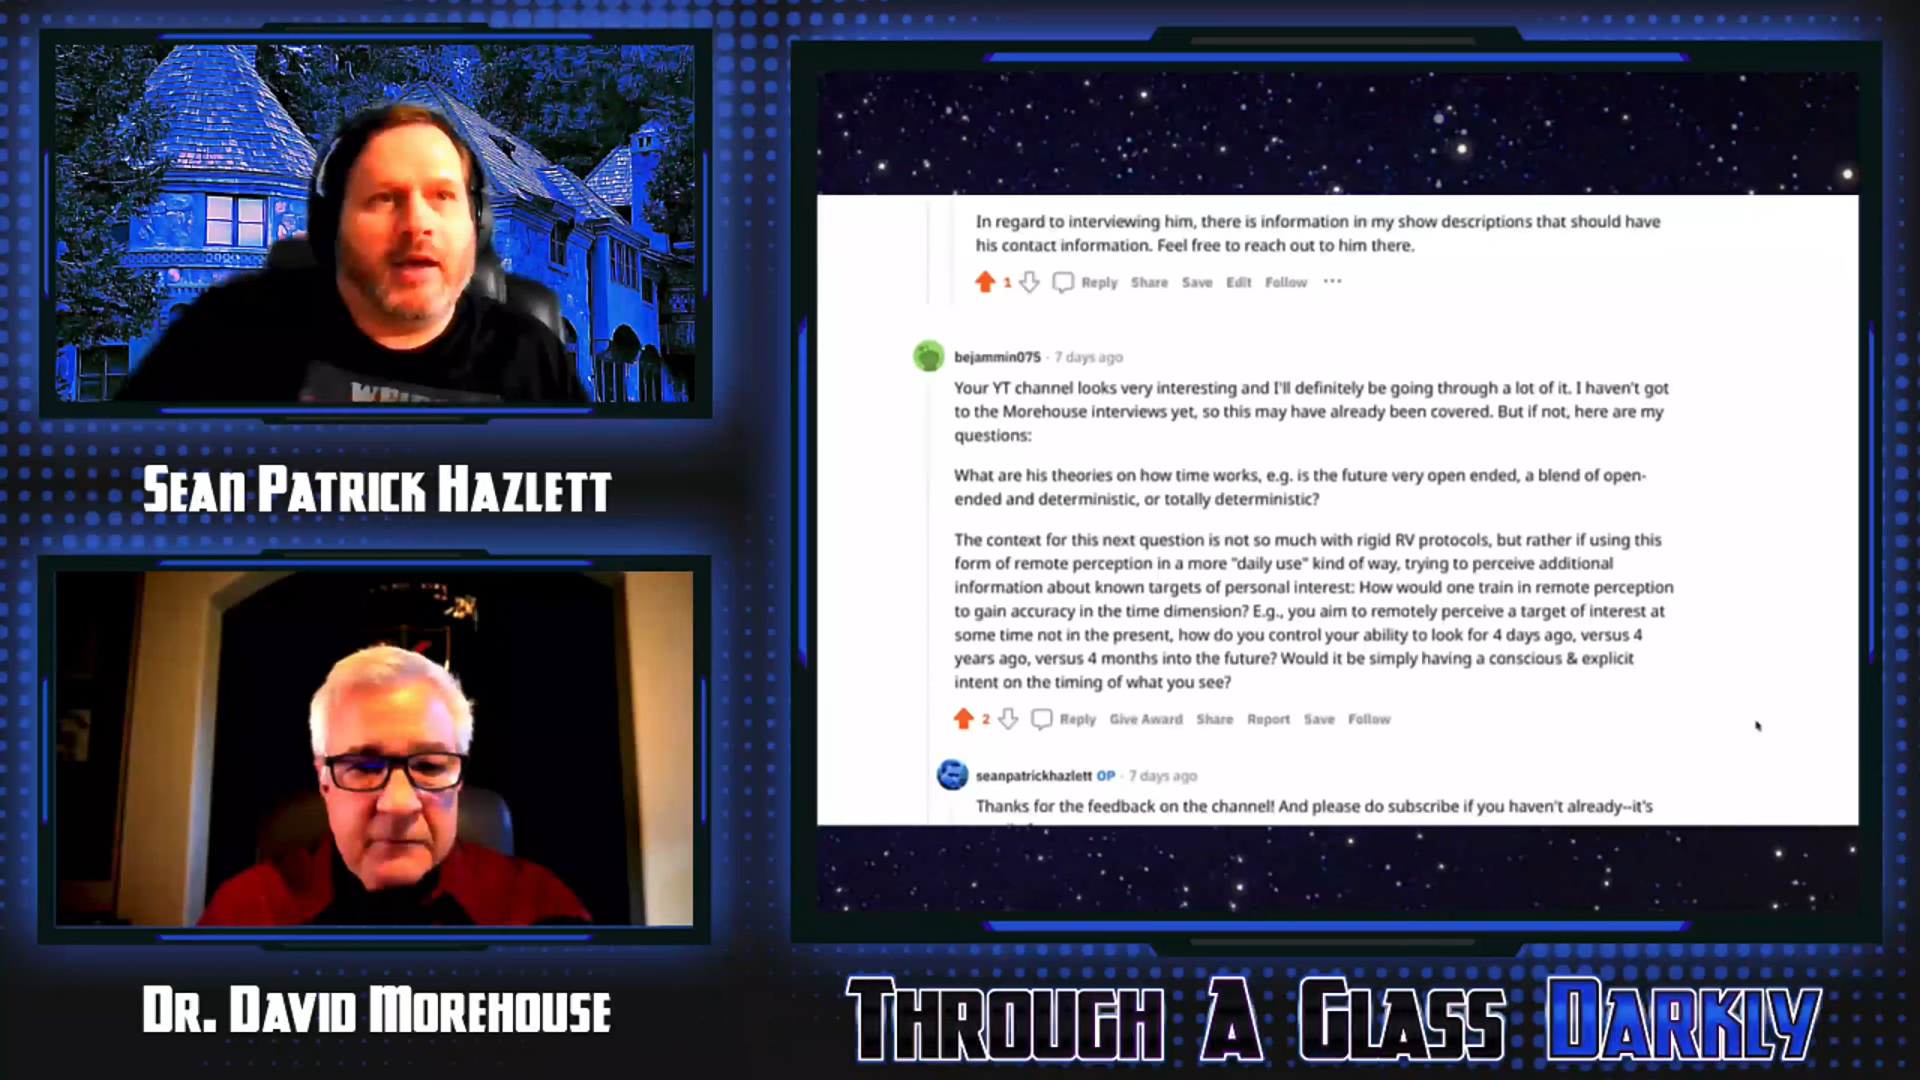 SEAN PATRICK HAZLETT
DR. DAVID MOREHOUSE
In regard to interviewing him, there is information in my show descriptions that should have
his contact information. Feel free to reach out to him there.
1 Reply Share Save Edit Follow ...
bejammin075 · 7 days ago
Your YT channel looks very interesting and I'll definitely be going through a lot of it. I haven't got
to the Morehouse interviews yet, so this may have already been covered. But if not, here are my
questions:
What are his theories on how time works, e.g. is the future very open ended, a blend of open-
ended and deterministic, or totally deterministic?
The context for this next question is not so much with rigid RV protocols, but rather if using this
form of remote perception in a more "daily use" kind of way, trying to perceive additional
information about known targets of personal interest: How would one train in remote perception
to gain accuracy in the time dimension? E.g., you aim to remotely perceive a target of interest at
some time not in the present, how do you control your ability to look for 4 days ago, versus 4
years ago, versus 4 months into the future? Would it be simply having a conscious & explicit
intent on the timing of what you see?
2 Reply Give Award Share Report Save Follow
seanpatrickhazlett OP · 7 days ago
Thanks for the feedback on the channel! And please do subscribe if you haven't already--it's
THROUGH A GLASS DARKLY